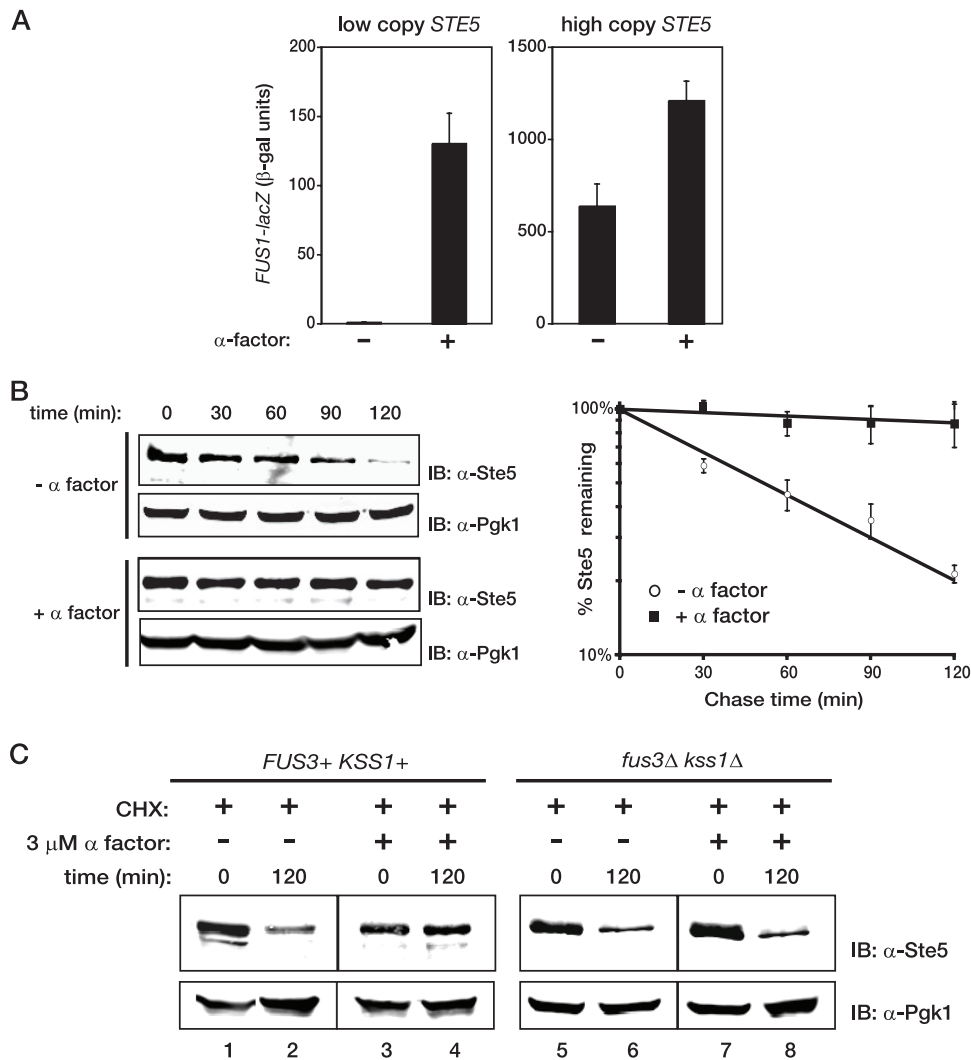 A
low copy STE5
high copy STE5
FUS1-lacZ (β-gal units)
200
150
100
50
0
1500
1000
500
0
α-factor: − + − +
B
time (min): 0 30 60 90 120
- α factor
IB: α-Ste5
IB: α-Pgk1
+ α factor
IB: α-Ste5
IB: α-Pgk1
% Ste5 remaining
100%
10%
- α factor
+ α factor
0 30 60 90 120
Chase time (min)
C
FUS3+ KSS1+
fus3Δ kss1Δ
CHX: + + + + + + + +
3 μM α factor: − − + + − − + +
time (min): 0 120 0 120 0 120 0 120
IB: α-Ste5
IB: α-Pgk1
1 2 3 4 5 6 7 8